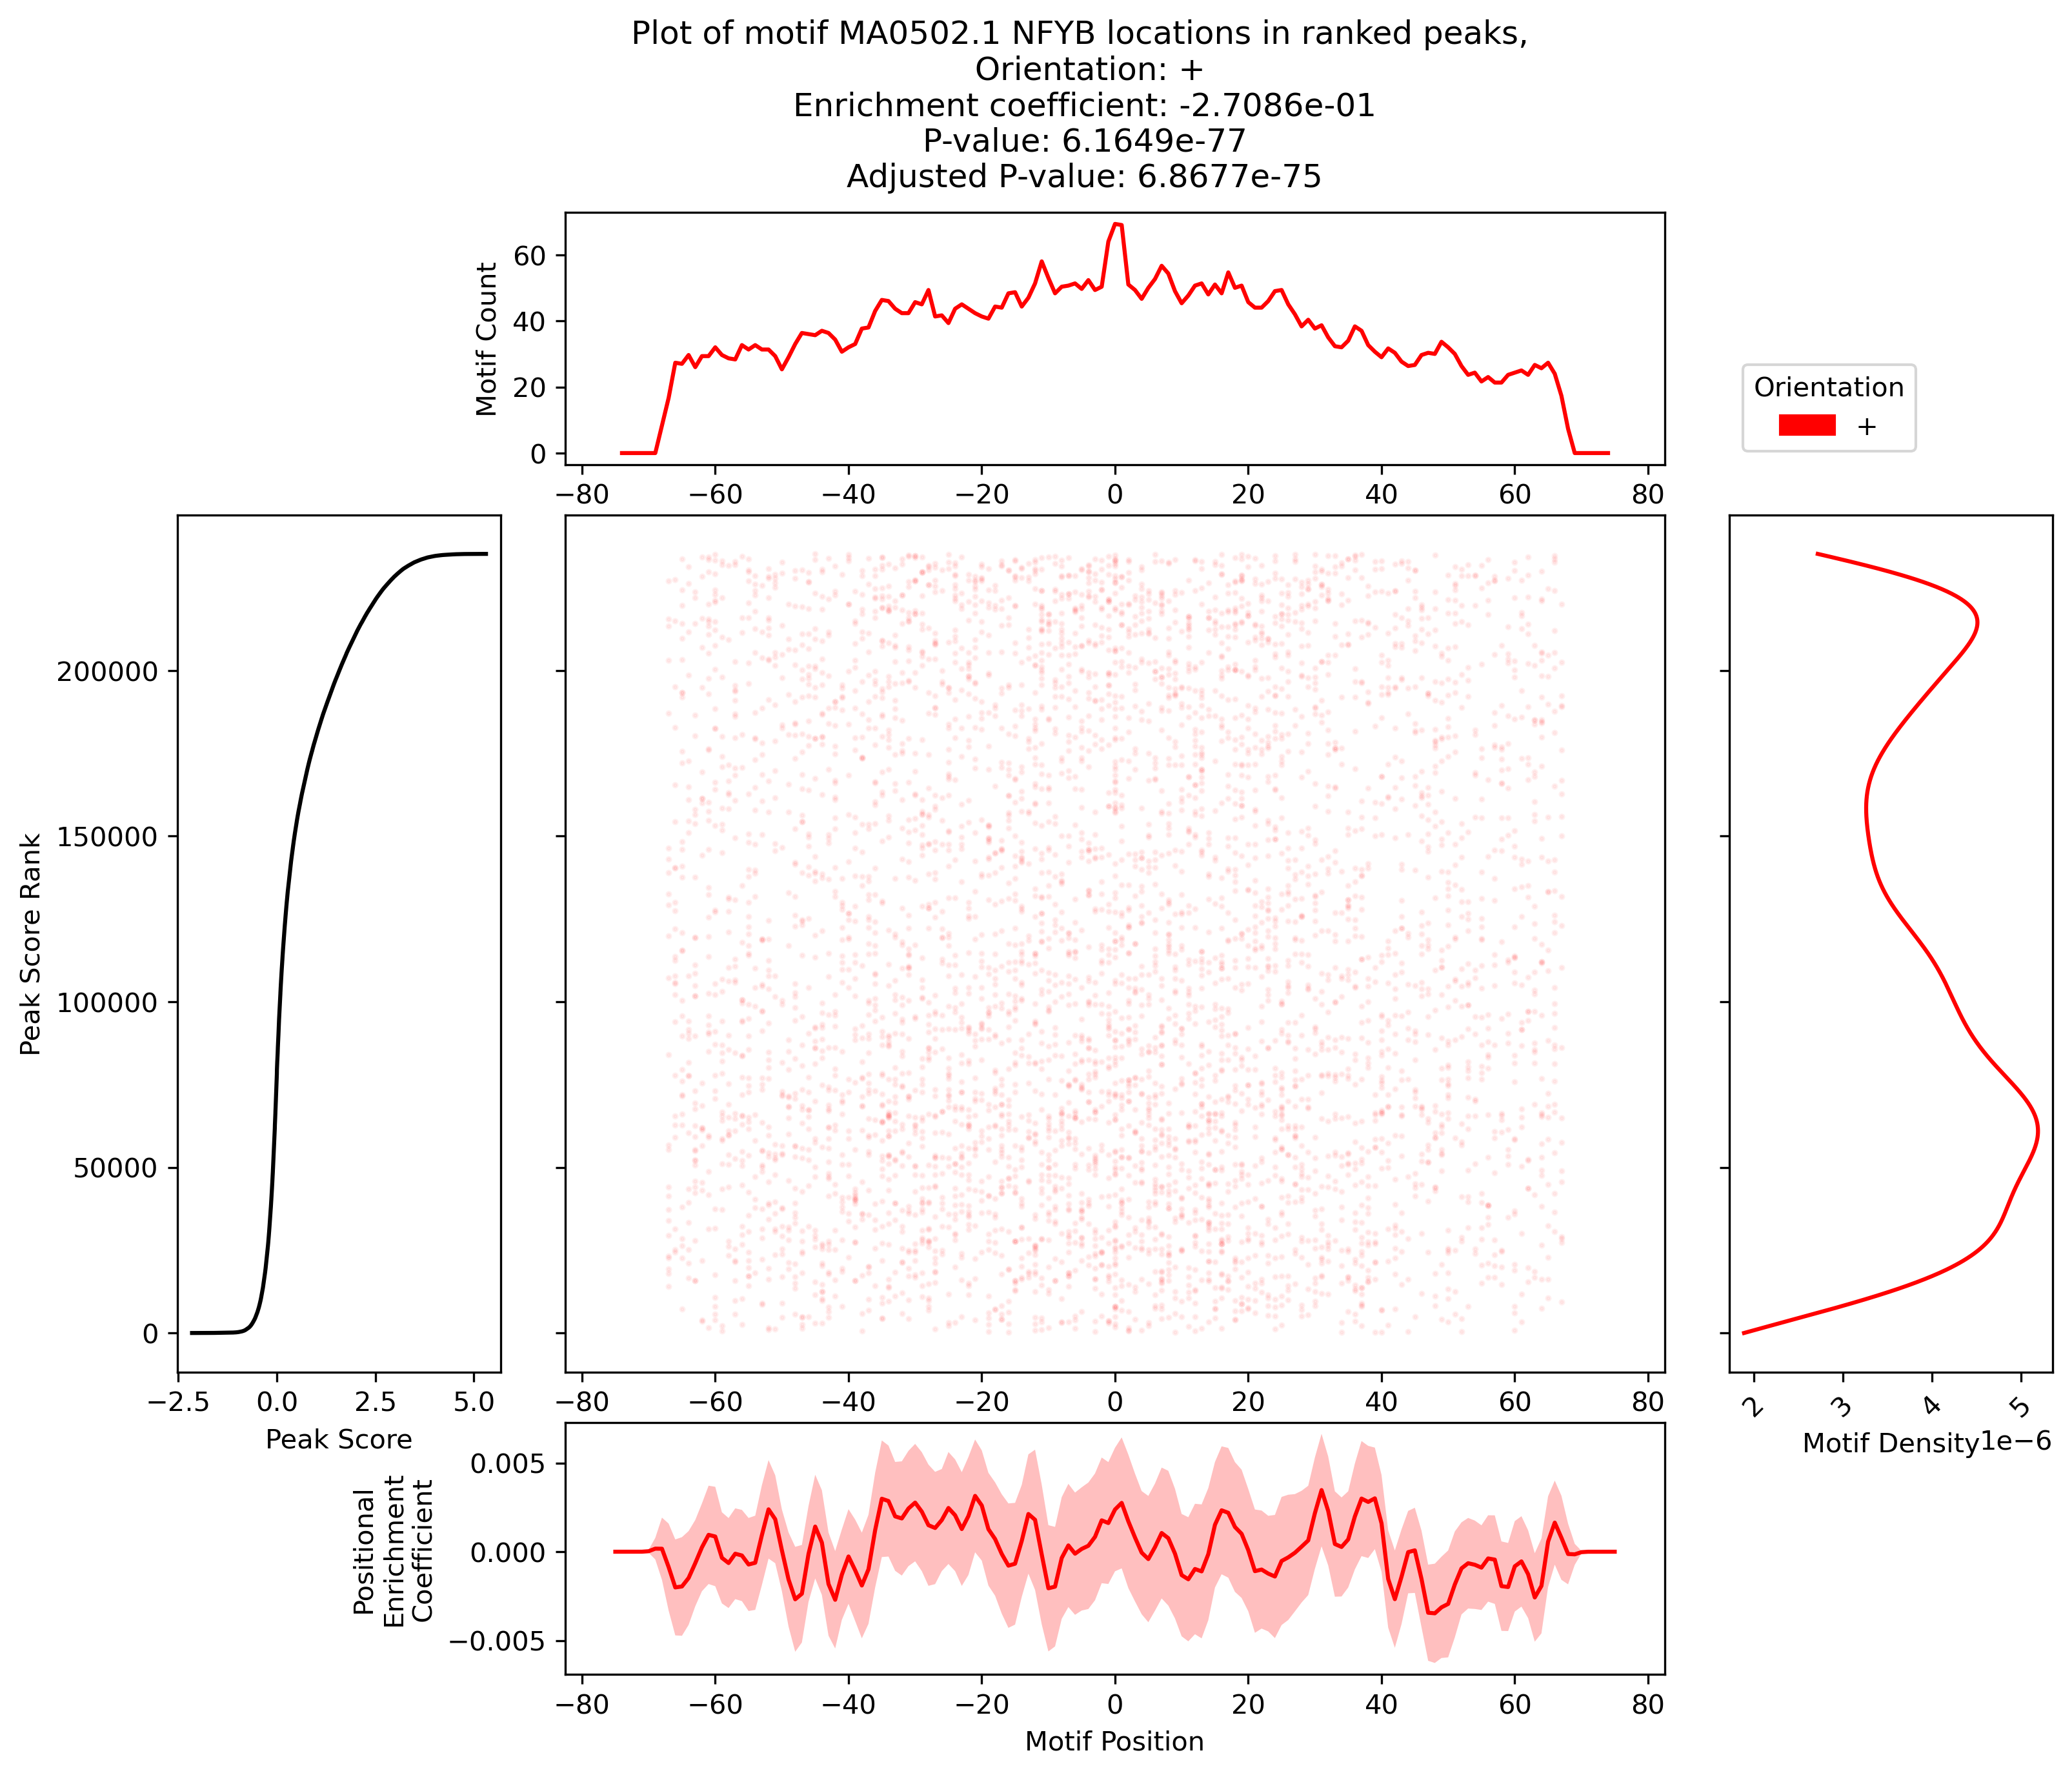 Plot of motif MA0502.1 NFYB locations in ranked peaks,
Orientation: +
Enrichment coefficient: -2.7086e-01
P-value: 6.1649e-77
Adjusted P-value: 6.8677e-75
Motif Count
60
40
20
0
−80 −60 −40 −20 0 20 40 60 80
Orientation
+
Peak Score Rank
200000
150000
100000
50000
0
−2.5 0.0 2.5 5.0
Peak Score
−80 −60 −40 −20 0 20 40 60 80
2 3 4 5
Motif Density
1e−6
Positional
Enrichment
Coefficient
0.005
0.000
−0.005
−80 −60 −40 −20 0 20 40 60 80
Motif Position